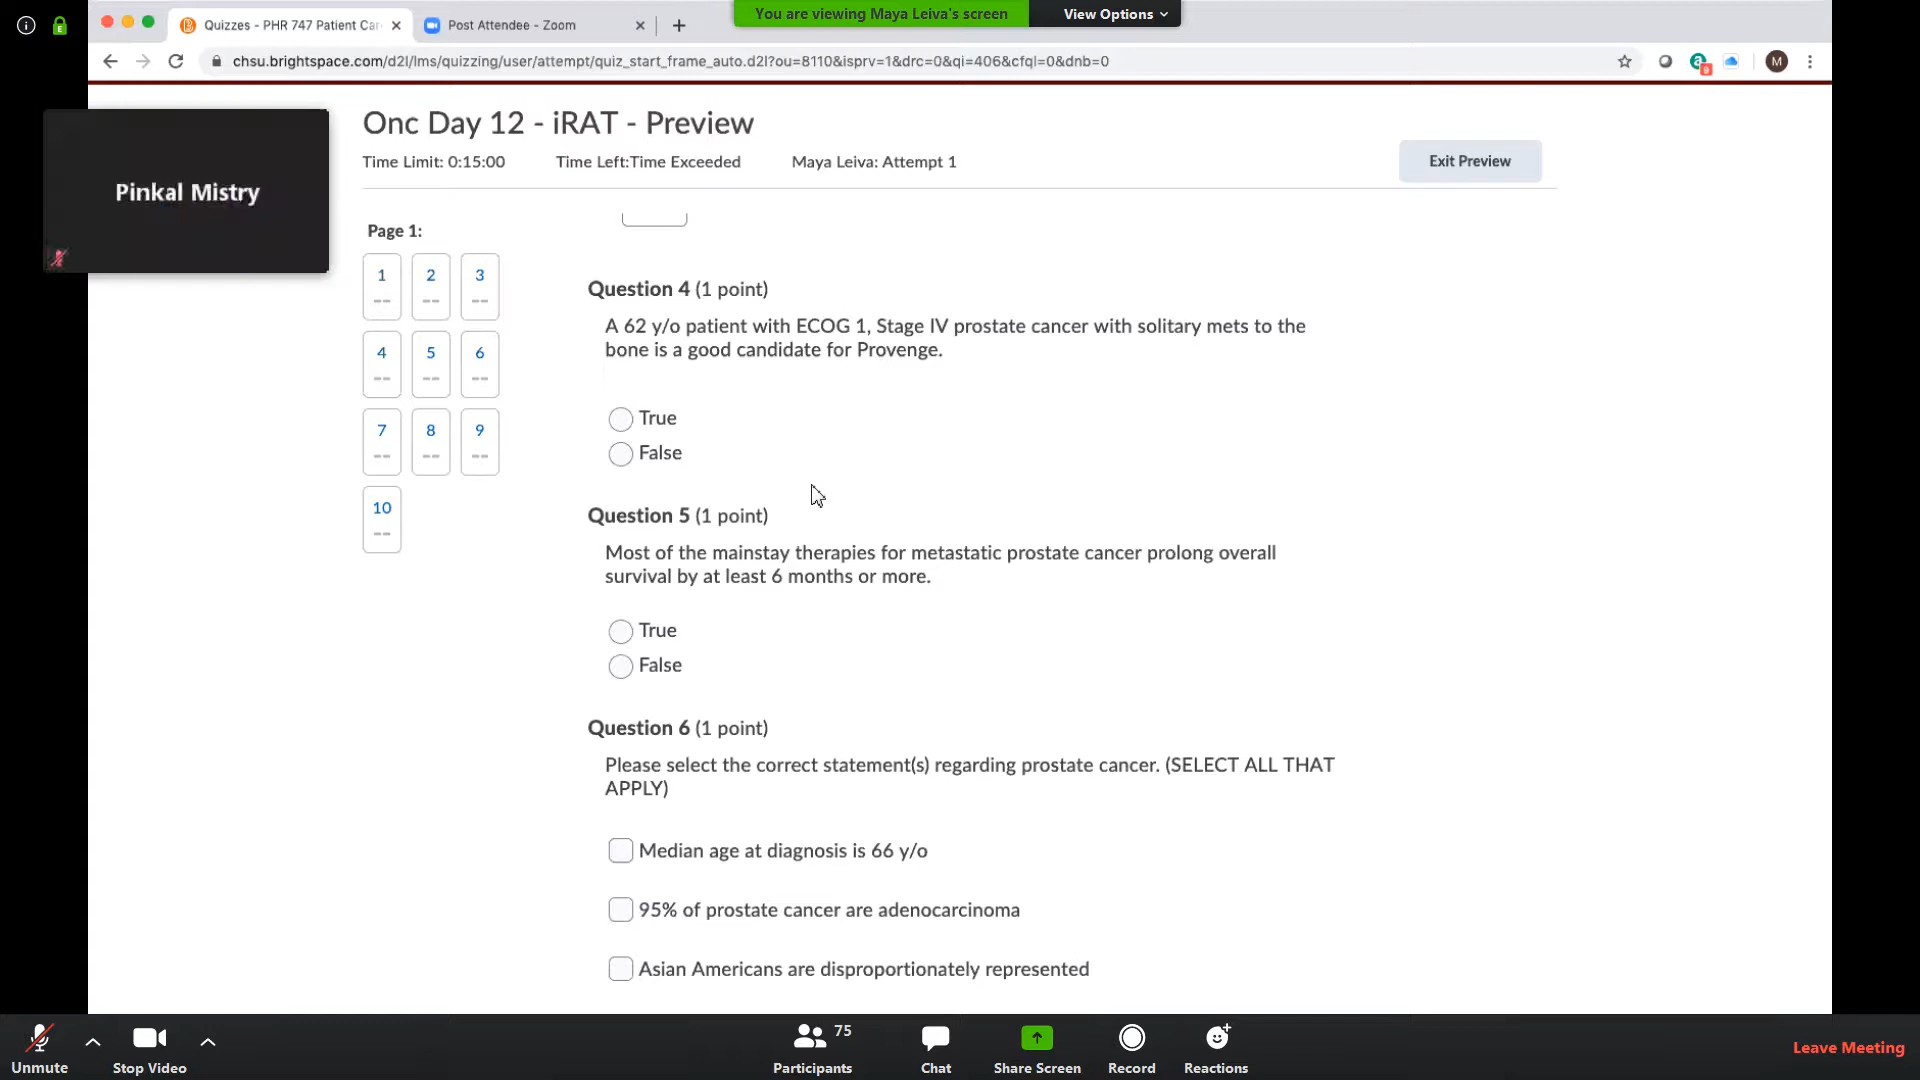 Quizzes - PHR 747 Patient Car
Post Attendee - Zoom
You are viewing Maya Leiva's screen
View Options
chsu.brightspace.com/d2l/lms/quizzing/user/attempt/quiz_start_frame_auto.d2l?ou=8110&isprv=1&drc=0&qi=406&cfql=0&dnb=0
M
Pinkal Mistry
Onc Day 12 - iRAT - Preview
Time Limit: 0:15:00
Time Left:Time Exceeded
Maya Leiva: Attempt 1
Exit Preview
Page 1:
1 2 3
-- -- --
4 5 6
-- -- --
7 8 9
-- -- --
10
--
Question 4 (1 point)
A 62 y/o patient with ECOG 1, Stage IV prostate cancer with solitary mets to the
bone is a good candidate for Provenge.
True
False
Question 5 (1 point)
Most of the mainstay therapies for metastatic prostate cancer prolong overall
survival by at least 6 months or more.
True
False
Question 6 (1 point)
Please select the correct statement(s) regarding prostate cancer. (SELECT ALL THAT
APPLY)
Median age at diagnosis is 66 y/o
95% of prostate cancer are adenocarcinoma
Asian Americans are disproportionately represented
Unmute
Stop Video
75
Participants
Chat
Share Screen
Record
Reactions
Leave Meeting